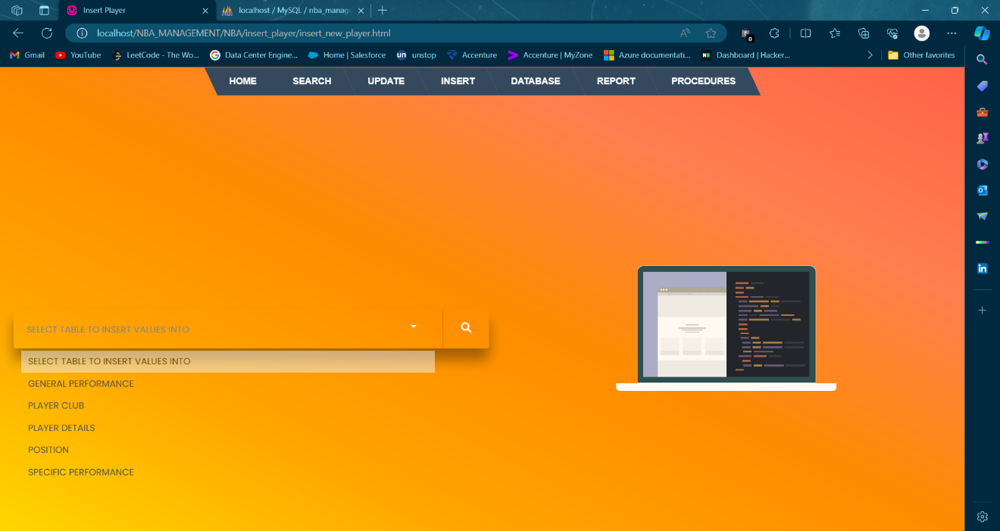 Insert Player
localhost / MySQL / nba_manage
localhost/NBA_MANAGEMENT/NBA/insert_player/insert_new_player.html
0
Gmail YouTube LeetCode - The Wo... Data Center Engine... Home | Salesforce un unstop Accenture Accenture | MyZone Azure documentati... Dashboard | Hacker... Other favorites
HOME SEARCH UPDATE INSERT DATABASE REPORT PROCEDURES
SELECT TABLE TO INSERT VALUES INTO
SELECT TABLE TO INSERT VALUES INTO
GENERAL PERFORMANCE
PLAYER CLUB
PLAYER DETAILS
POSITION
SPECIFIC PERFORMANCE